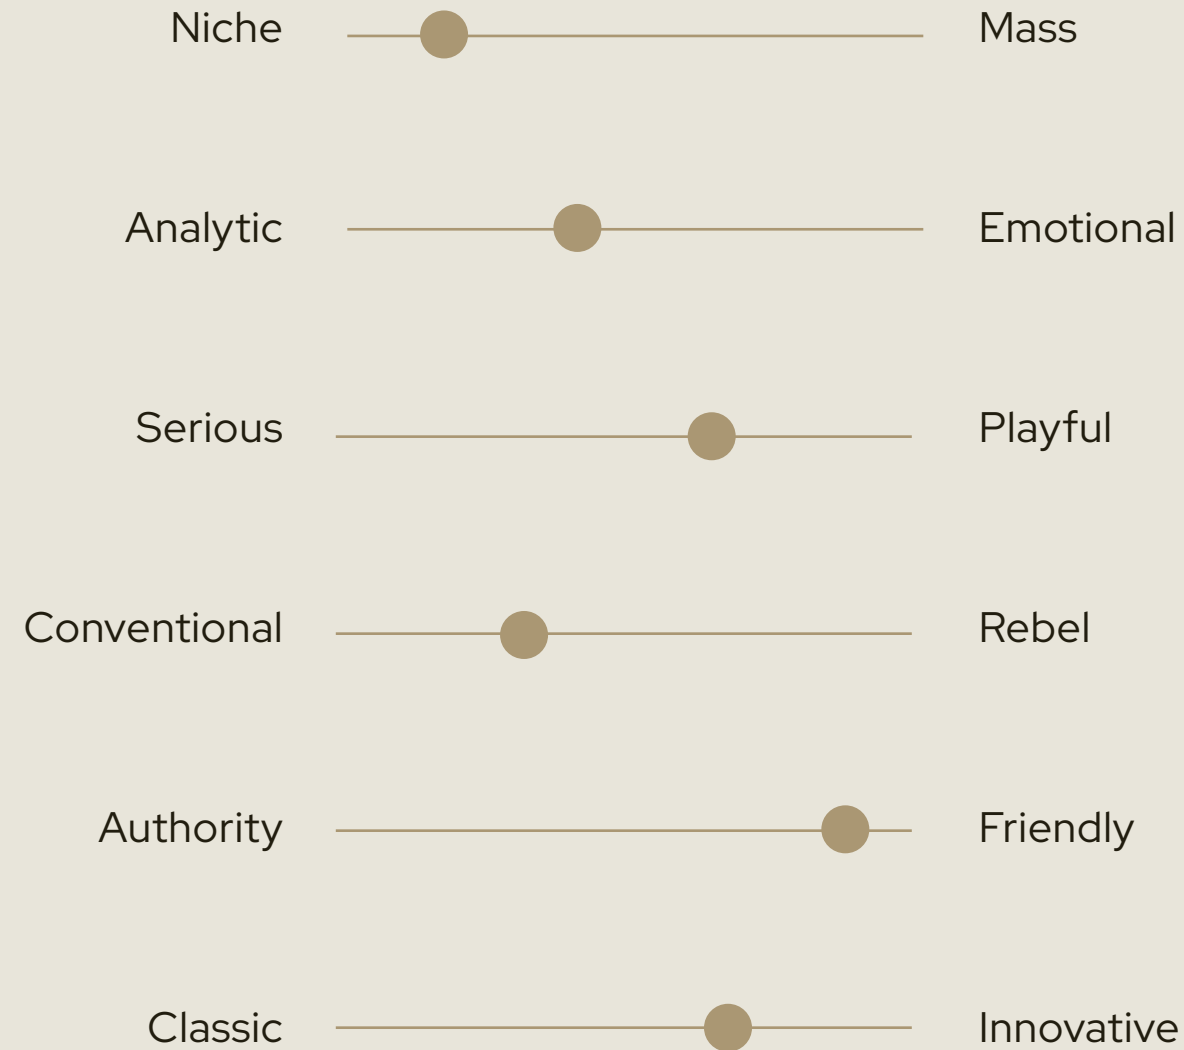 Niche Mass
Analytic Emotional
Serious Playful
Conventional Rebel
Authority Friendly
Classic Innovative